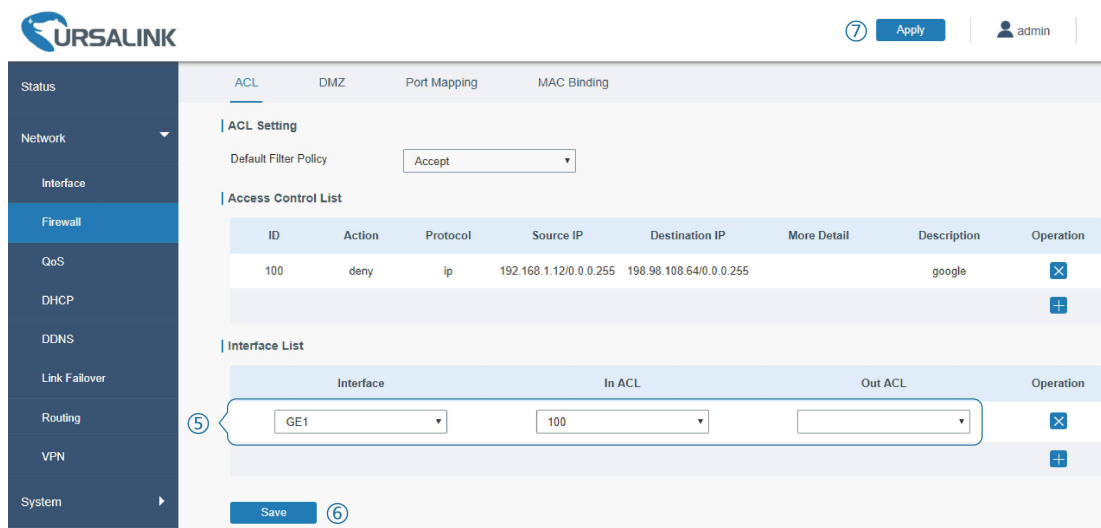 URSALINK
⑦ Apply admin
Status
Network
Interface
Firewall
QoS
DHCP
DDNS
Link Failover
Routing
VPN
System
ACL DMZ Port Mapping MAC Binding
ACL Setting
Default Filter Policy Accept
Access Control List
ID Action Protocol Source IP Destination IP More Detail Description Operation
100 deny ip 192.168.1.12/0.0.0.255 198.98.108.64/0.0.0.255 google
Interface List
Interface In ACL Out ACL Operation
⑤ GE1 100
Save ⑥